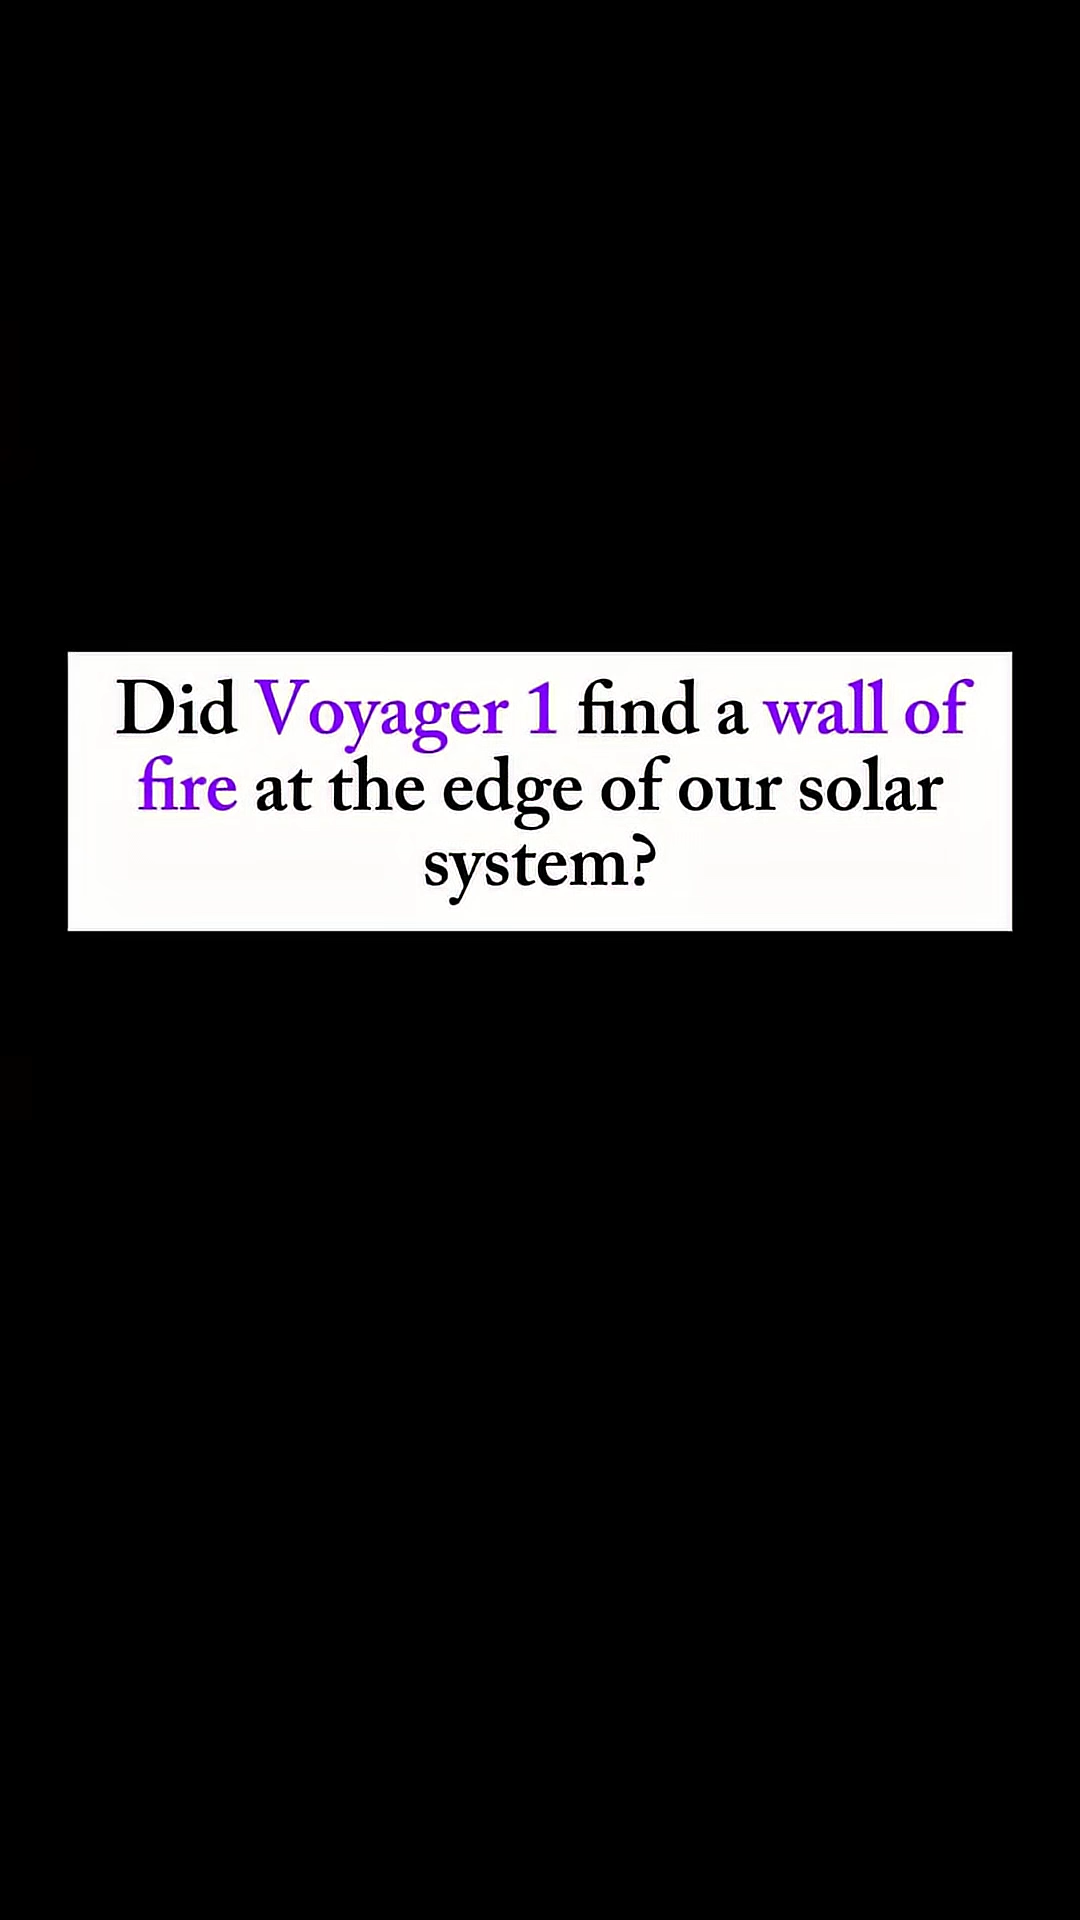 Did Voyager 1 find a wall of
fire at the edge of our solar
system?